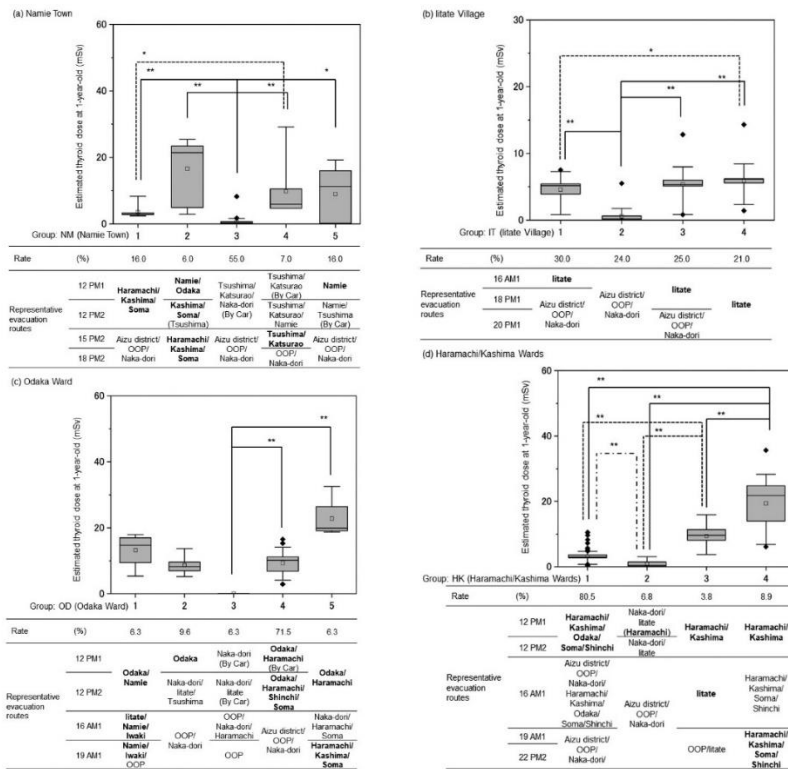 (a) Namie Town
Estimated thyroid dose at 1-year-old (mSv)
60
40
20
0
*
**
*
**
**
Group: NM (Namie Town)
1 2 3 4 5
Rate (%) 16.0 6.0 55.0 7.0 16.0
Representative evacuation routes
12 PM1
Haramachi/Kashima/Soma
Namie/Odaka
Tsushima/Katsurao/Naka-dori (By Car)
Tsushima/Katsurao (By Car)
Namie
12 PM2
Kashima/Soma/(Tsushima)
Tsushima/Katsurao/Namie
Namie/Tsushima (By Car)
15 PM2
Aizu district/OOP/Naka-dori
Haramachi/Kashima/Soma
Aizu district/OOP/Naka-dori
Tsushima/Katsurao
Aizu district/OOP/Naka-dori
18 PM2
OOP/Naka-dori
(b) Iitate Village
Estimated thyroid dose at 1-year-old (mSv)
30
20
10
0
*
**
**
**
Group: IT (Iitate Village)
1 2 3 4
Rate (%) 30.0 24.0 25.0 21.0
Representative evacuation routes
16 AM1
Iitate
Aizu district/OOP/Naka-dori
Iitate
Iitate
18 PM1
Aizu district/OOP/Naka-dori
20 PM1
Aizu district/OOP/Naka-dori
(c) Odaka Ward
Estimated thyroid dose at 1-year-old (mSv)
60
40
20
0
**
**
Group: OD (Odaka Ward)
1 2 3 4 5
Rate (%) 6.3 9.6 6.3 71.5 6.3
Representative evacuation routes
12 PM1
Odaka/Namie
Odaka
Naka-dori (By Car)
Odaka/Haramachi (By Car)
Odaka/Haramachi
12 PM2
Naka-dori/Iitate/Tsushima
Naka-dori/Iitate (By Car)
Odaka/Haramachi/Shinchi/Soma
16 AM1
Iitate/Namie/Iwaki
OOP/Naka-dori
OOP/Naka-dori/Haramachi
Aizu district/OOP/Naka-dori
Naka-dori/Haramachi/Soma
19 AM1
Namie/Iwaki/OOP
OOP
Haramachi/Kashima/Soma
(d) Haramachi/Kashima Wards
Estimated thyroid dose at 1-year-old (mSv)
60
40
20
0
**
**
**
**
**
**
Group: HK (Haramachi/Kashima Wards)
1 2 3 4
Rate (%) 80.5 6.8 3.8 8.9
Representative evacuation routes
12 PM1
Haramachi/Kashima/Odaka/Soma/Shinchi
Naka-dori/Iitate (Haramachi)
Haramachi/Kashima
Haramachi/Kashima
12 PM2
Naka-dori/Iitate
16 AM1
Aizu district/OOP/Naka-dori/Haramachi/Kashima/Odaka/Soma/Shinchi
Aizu district/OOP/Naka-dori
Iitate
Haramachi/Kashima/Soma/Shinchi
19 AM1
Aizu district/OOP/Naka-dori/
OOP/Iitate
Haramachi/Kashima/Soma/Shinchi
22 PM2